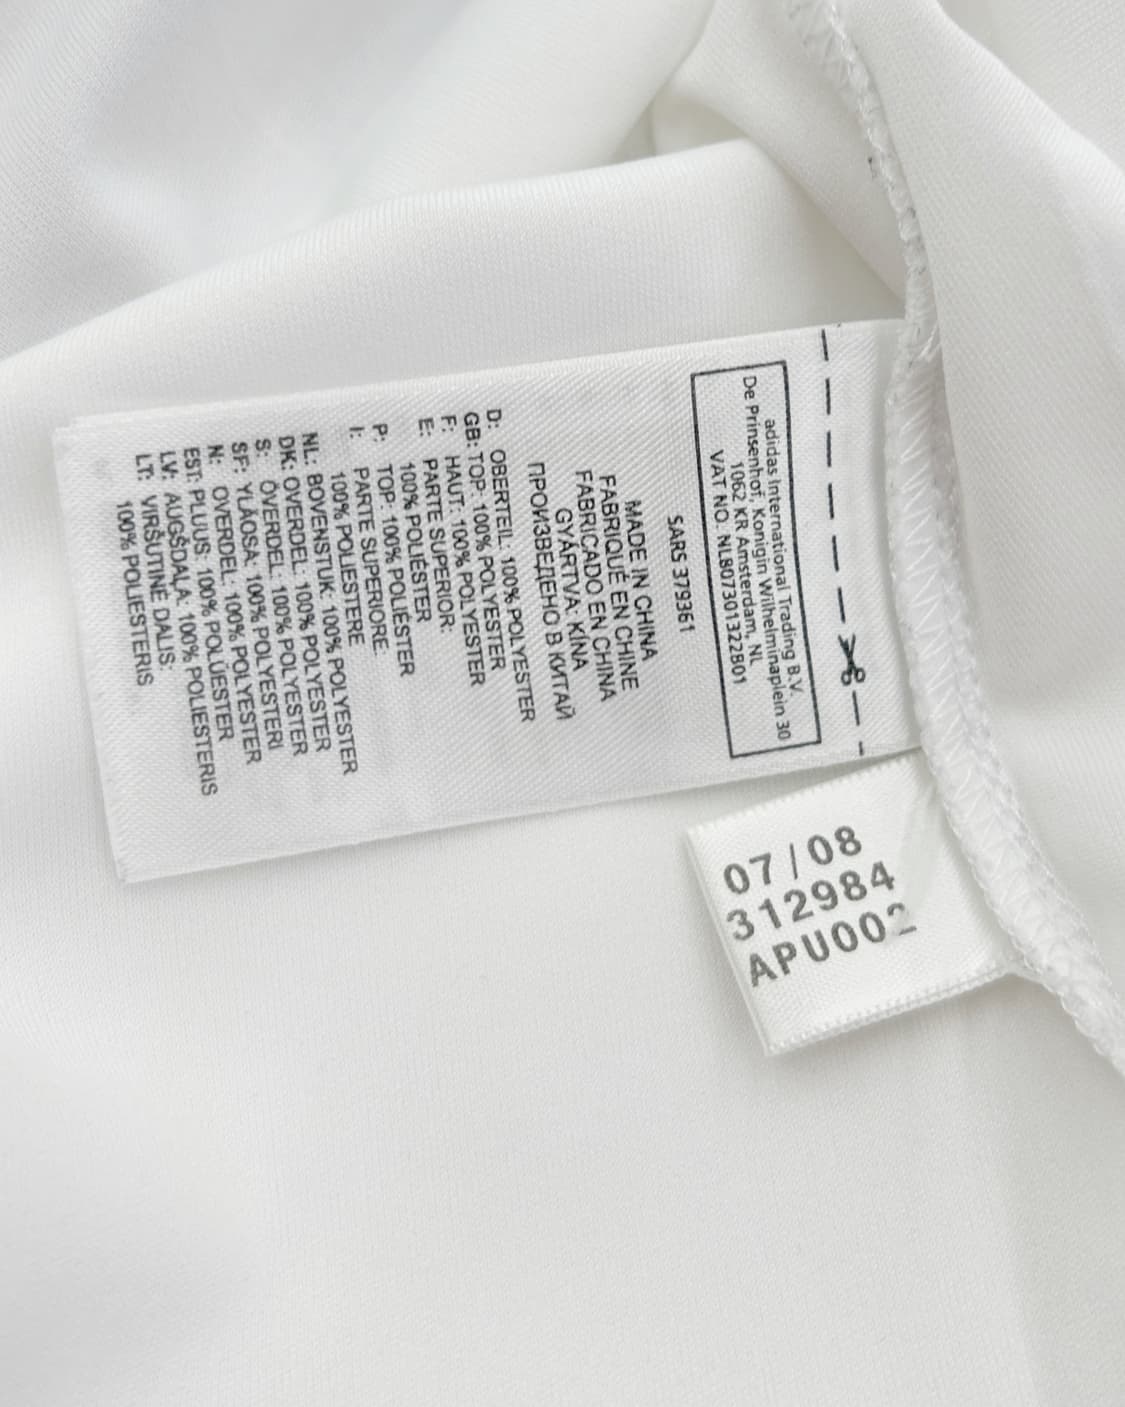 adidas International Trading B.V.
De Prinsenhof, Konigin Wilhelminaplein 30
1062 KR Amsterdam, NL
VAT NO. NL807301322B01
SARS 379361
MADE IN CHINA
FABRIQUÉ EN CHINE
FABRICADO EN CHINA
GYÁRTVA: KÍNA
ПРОИЗВЕДЕНО В КИТАЙ
D: OBERTEIL: 100% POLYESTER
GB: TOP: 100% POLYESTER
F: HAUT: 100% POLYESTER
E: PARTE SUPERIOR:
100% POLIÉSTER
P: TOP: 100% POLIÉSTER
I: PARTE SUPERIORE:
100% POLIESTERE
NL: BOVENSTUK: 100% POLYESTER
DK: OVERDEL: 100% POLYESTER
S: ÖVERDEL: 100% POLYESTER
SF: YLÄOSA: 100% POLYESTERI
N: OVERDEL: 100% POLYESTER
EST: PLUUS: 100% POLÜESTER
LV: AUGŠDAĻA: 100% POLIESTERIS
LT: VIRŠUTINĖ DALIS:
100% POLIESTERIS
07/08
312984
APU002